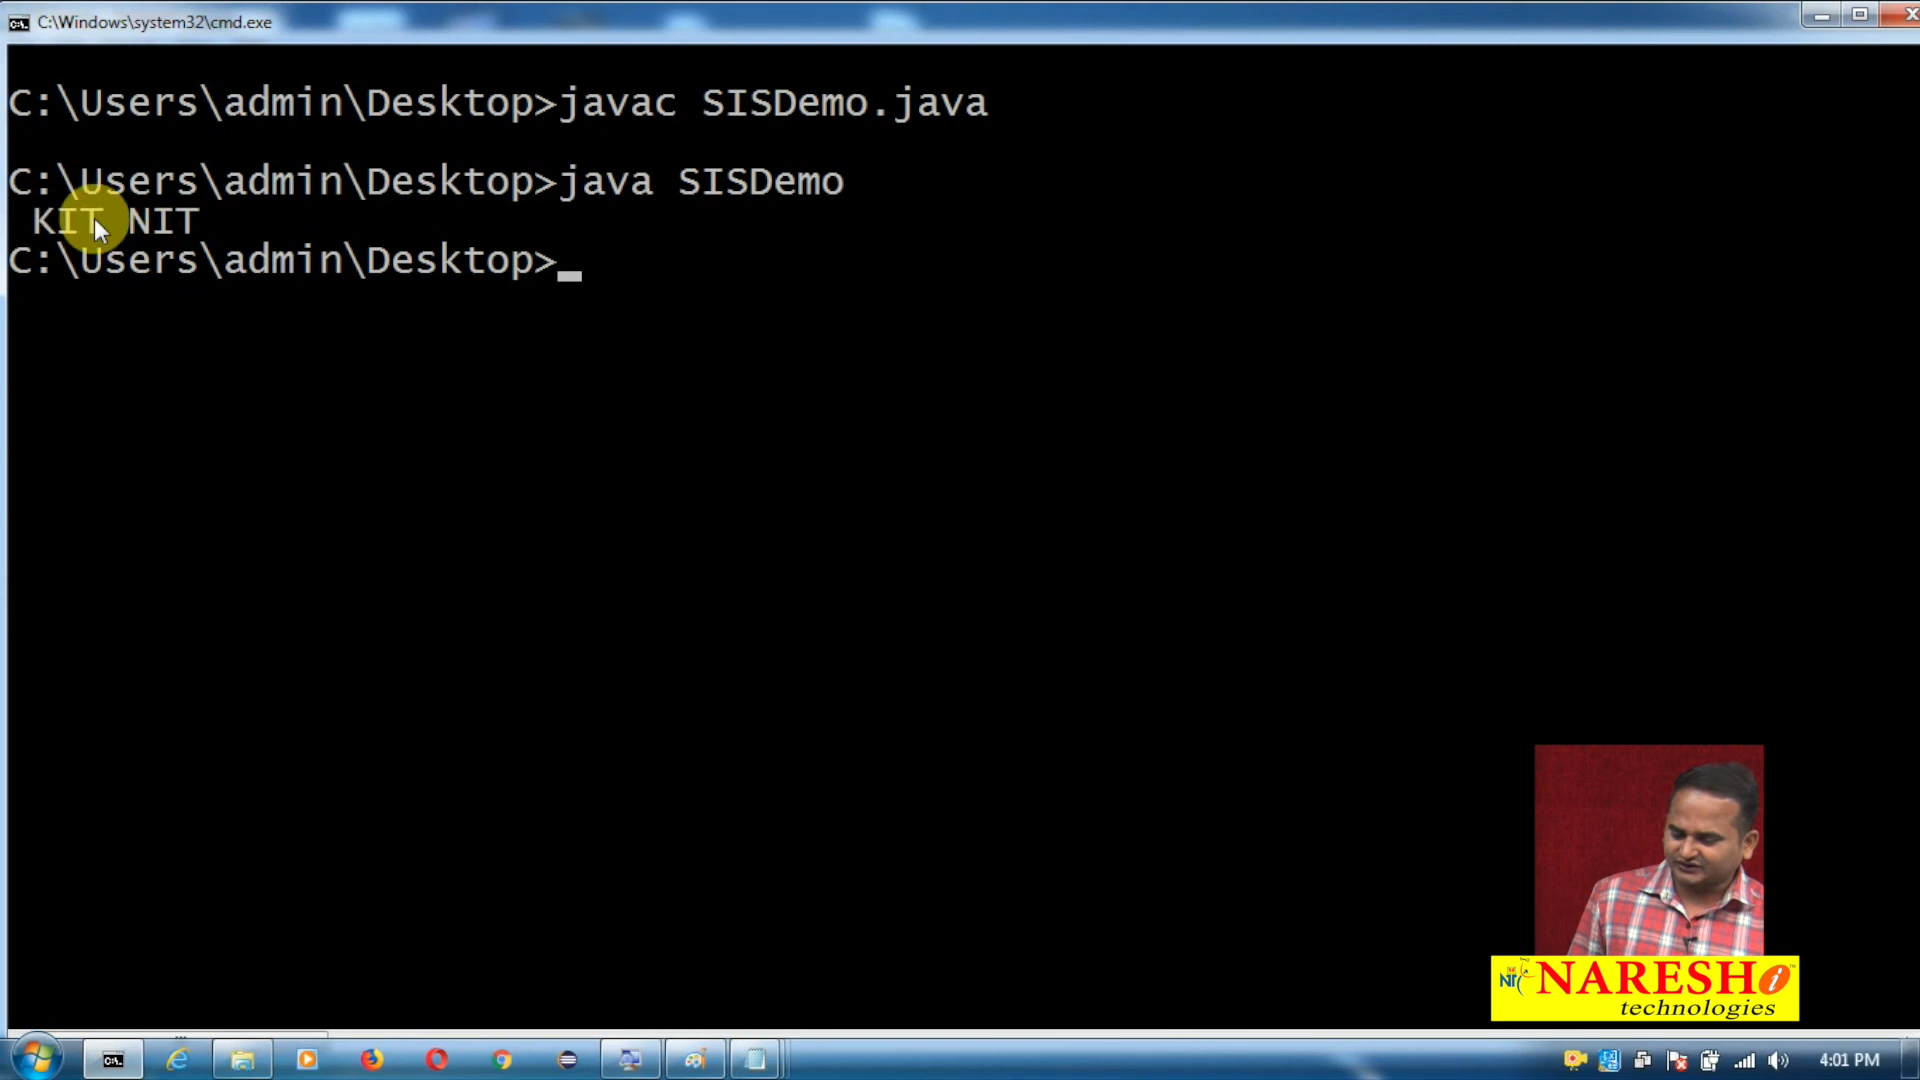 C:\Windows\system32\cmd.exe
C:\Users\admin\Desktop>javac SISDemo.java
C:\Users\admin\Desktop>java SISDemo
KIT NIT
C:\Users\admin\Desktop>_
NARESH i
technologies
4:01 PM